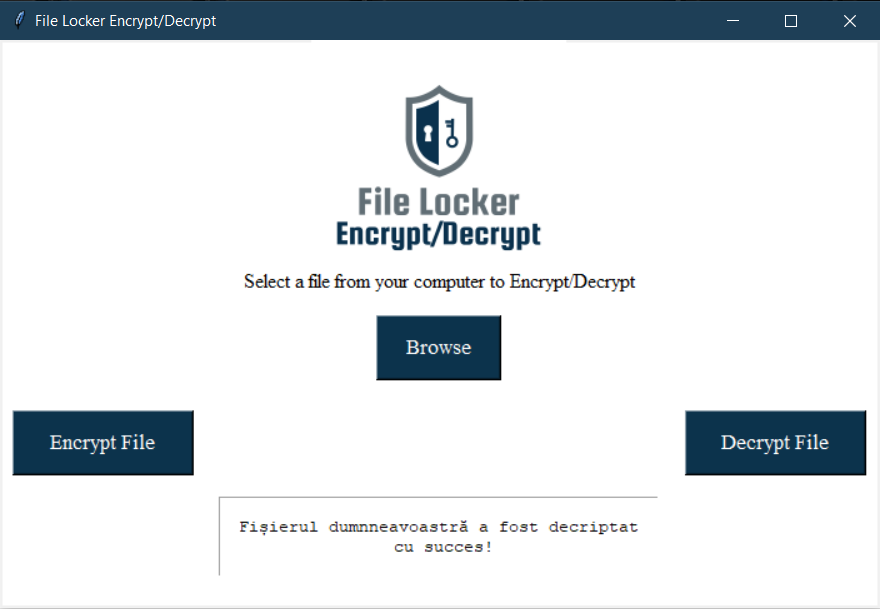 File Locker Encrypt/Decrypt
File Locker
Encrypt/Decrypt
Select a file from your computer to Encrypt/Decrypt
Browse
Encrypt File
Decrypt File
Fișierul dumnneavoastră a fost decriptat
cu succes!